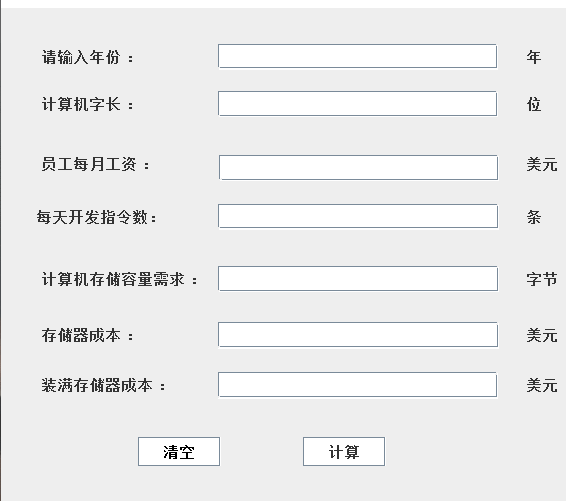 请输入年份： 年
计算机字长： 位
员工每月工资： 美元
每天开发指令数： 条
计算机存储容量需求： 字节
存储器成本： 美元
装满存储器成本： 美元
清空 计算